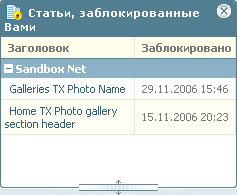 Статьи, заблокированные
Вами
Заголовок Заблокировано
Sandbox Net
Galleries TX Photo Name 29.11.2006 15:46
Home TX Photo gallery 15.11.2006 20:23
section header